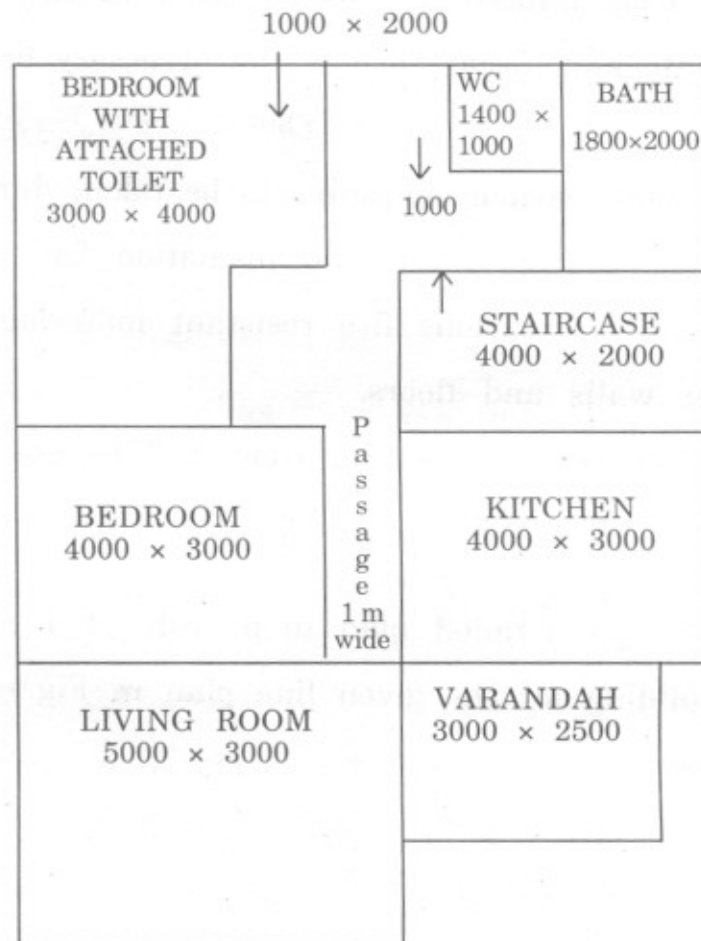 1000 × 2000
BEDROOM
WITH
ATTACHED
TOILET
3000 × 4000
WC
1400 ×
1000
BATH
1800×2000
1000
STAIRCASE
4000 × 2000
P
a
s
s
a
g
e
1 m
wide
BEDROOM
4000 × 3000
KITCHEN
4000 × 3000
LIVING ROOM
5000 × 3000
VARANDAH
3000 × 2500